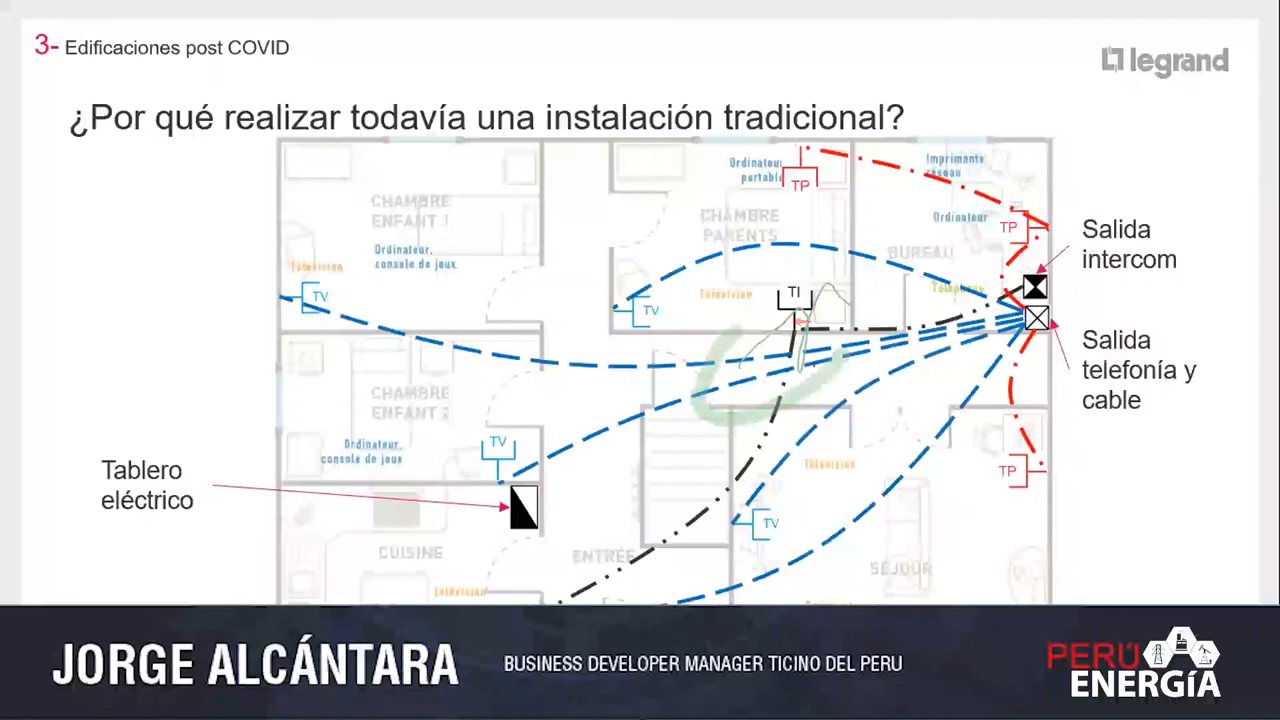 3- Edificaciones post COVID
legrand
¿Por qué realizar todavía una instalación tradicional?
Ordinateur
portable
Imprimante
réseau
TP
CHAMBRE
ENFANT 1
CHAMBRE
PARENTS
Ordinateur
TP
Salida
intercom
Ordinateur,
console de jeux
BUREAU
Télévision
Télévision
Téléphone
TV
TV
TI
Salida
telefonía y
cable
CHAMBRE
ENFANT 2
Ordinateur,
console de jeux
TV
Télévision
TP
Tablero
eléctrico
TV
CUISINE
ENTRÉE
SÉJOUR
Télévision
JORGE ALCÁNTARA
BUSINESS DEVELOPER MANAGER TICINO DEL PERU
PERÚ
ENERGÍA